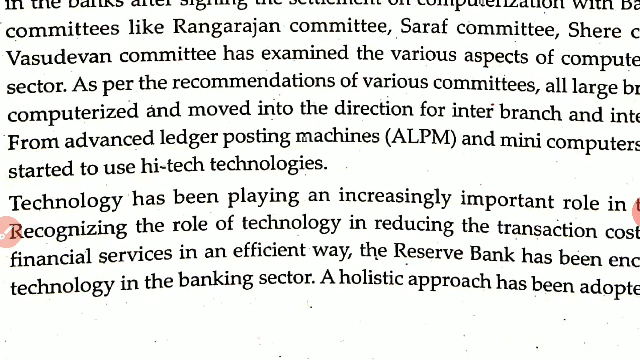 in the banks after signing the settlement on computerization with
committees like Rangarajan committee, Saraf committee, Shere
Vasudevan committee has examined the various aspects of
sector. As per the recommendations of various committees, all large
computerized and moved into the direction for inter branch and
From advanced ledger posting machines (ALPM) and mini computers
started to use hi-tech technologies.
Technology has been playing an increasingly important role in
Recognizing the role of technology in reducing the transaction
financial services in an efficient way, the Reserve Bank has been
technology in the banking sector. A holistic approach has been